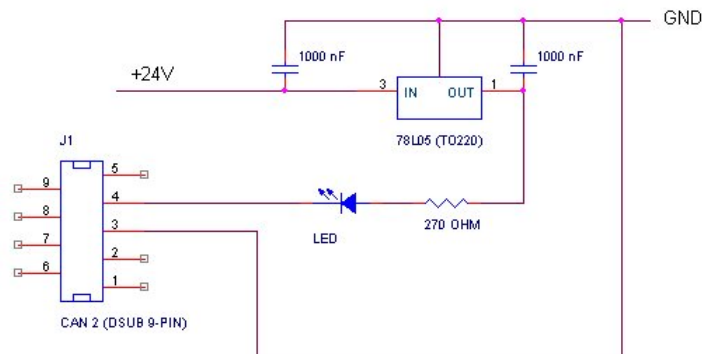 GND
1000 nF
1000 nF
+24V
3
IN
OUT
1
78L05 (TO220)
J1
5
9
4
8
3
7
2
6
1
270 OHM
LED
CAN 2 (DSUB 9-PIN)